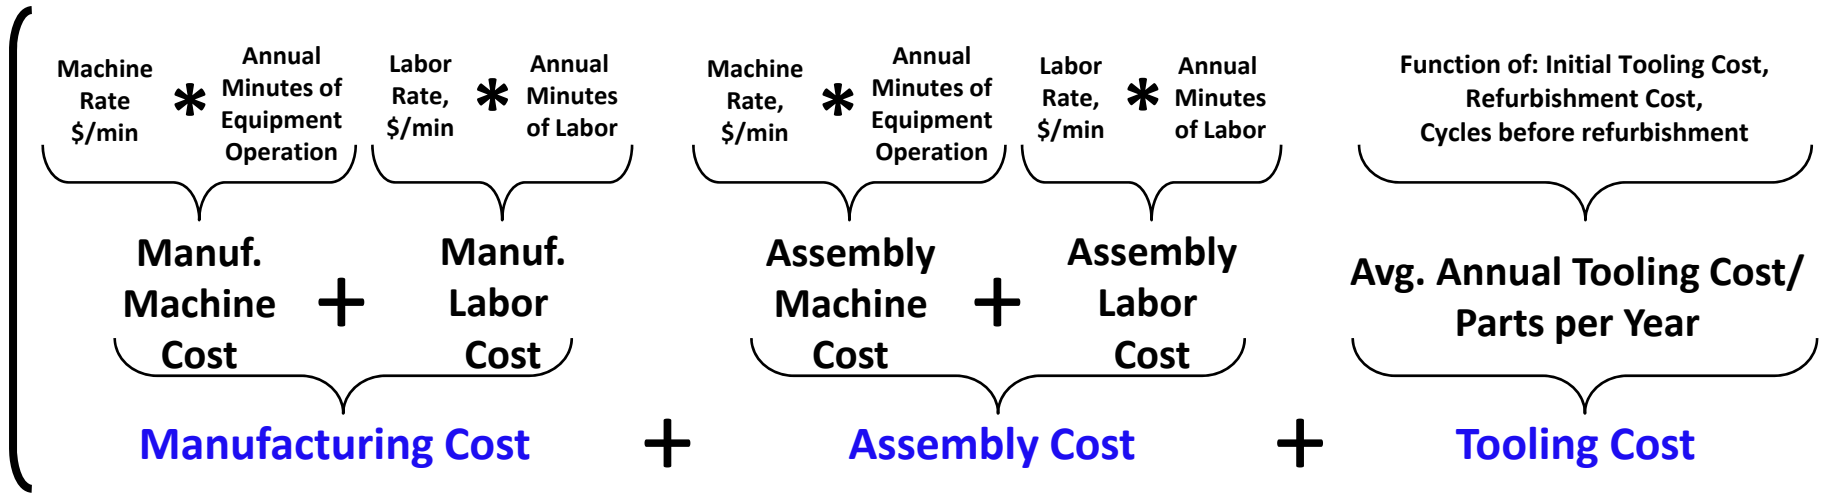 Machine
Rate
$/min
*
Annual
Minutes of
Equipment
Operation
Labor
Rate,
$/min
*
Annual
Minutes
of Labor
Machine
Rate,
$/min
*
Annual
Minutes of
Equipment
Operation
Labor
Rate,
$/min
*
Annual
Minutes
of Labor
Function of: Initial Tooling Cost,
Refurbishment Cost,
Cycles before refurbishment
Manuf.
Machine
Cost
+
Manuf.
Labor
Cost
Assembly
Machine
Cost
+
Assembly
Labor
Cost
Avg. Annual Tooling Cost/
Parts per Year
Manufacturing Cost + Assembly Cost + Tooling Cost